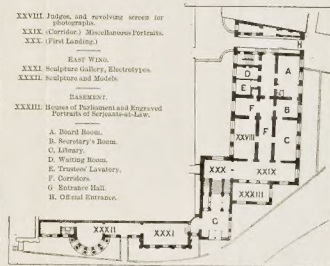 XXVIII. Judges, and revolving screen for
photographs.
XXIX. (Corridor.) Miscellaneous Portraits.
XXX. (First Landing.)
EAST WING.
XXXI. Sculpture Gallery, Electrotypes.
XXXII. Sculpture and Models.
BASEMENT.
XXXIII. Houses of Parliament and Engraved
Portraits of Serjeants-at-Law.
A. Board Room.
B. Secretary's Room.
C. Library.
D. Waiting Room.
E. Trustees' Lavatory.
F. Corridors.
G Entrance Hall.
H. Official Entrance.
H
D
A
E
F
B
XXVIII
F
C
XXX
XXIX
XXXIII
G
XXXII
XXXI